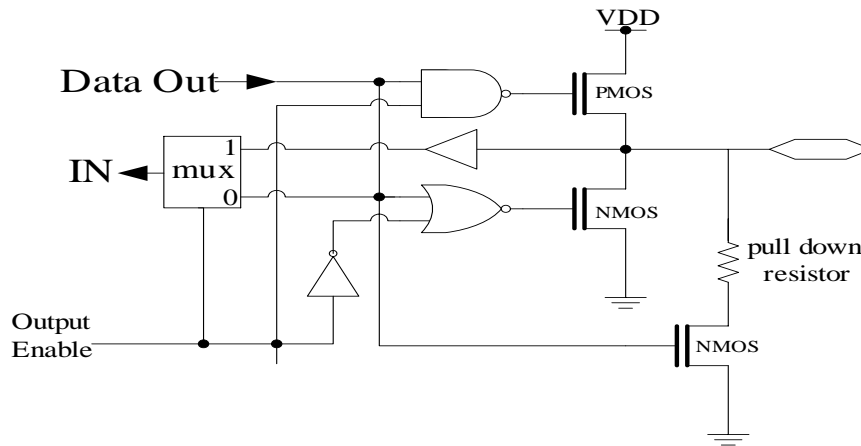 VDD
Data Out
PMOS
1
IN
mux
0
NMOS
pull down
resistor
Output
Enable
NMOS